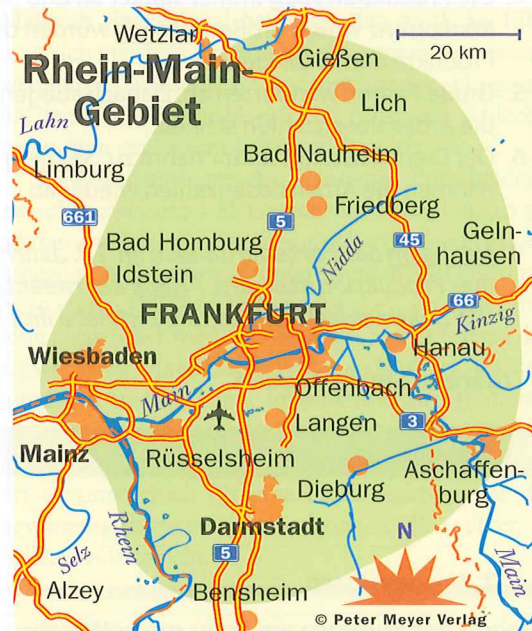 Wetzlar
Gießen
20 km
Rhein-Main-
Gebiet
Lich
Lahn
Bad Nauheim
Limburg
Friedberg
661
5
45
Geln-
hausen
Bad Homburg
Nidda
Idstein
66
FRANKFURT
Kinzig
Wiesbaden
Hanau
Main
Offenbach
Langen
3
Mainz
Rüsselsheim
Aschaffen-
burg
Dieburg
Rhein
Darmstadt
N
Selz
5
Main
Alzey
Bensheim
© Peter Meyer Verlag